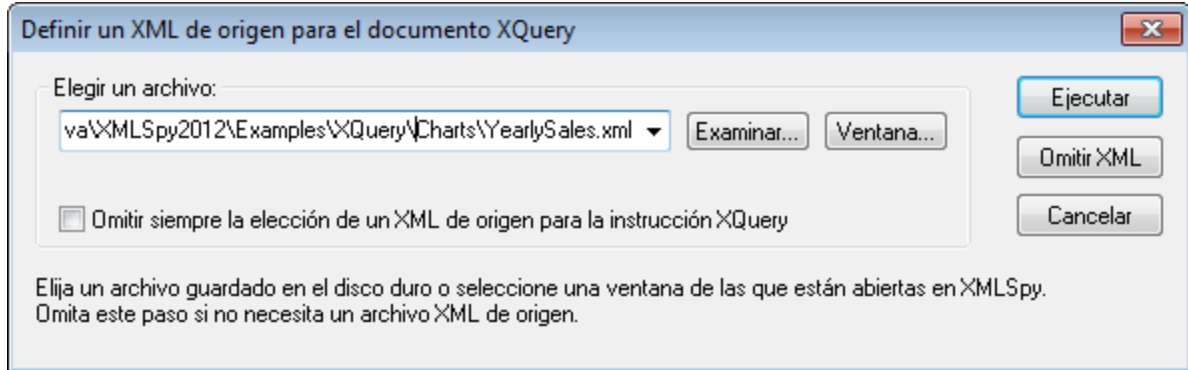 Definir un XML de origen para el documento XQuery
Elegir un archivo:
va\XMLSpy2012\Examples\XQuery\Charts\YearlySales.xml
Examinar...
Ventana...
Ejecutar
Omitir XML
Cancelar
Omitir siempre la elección de un XML de origen para la instrucción XQuery
Elija un archivo guardado en el disco duro o seleccione una ventana de las que están abiertas en XMLSpy.
Omita este paso si no necesita un archivo XML de origen.